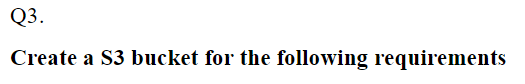 Q3.
Create a S3 bucket for the following requirements